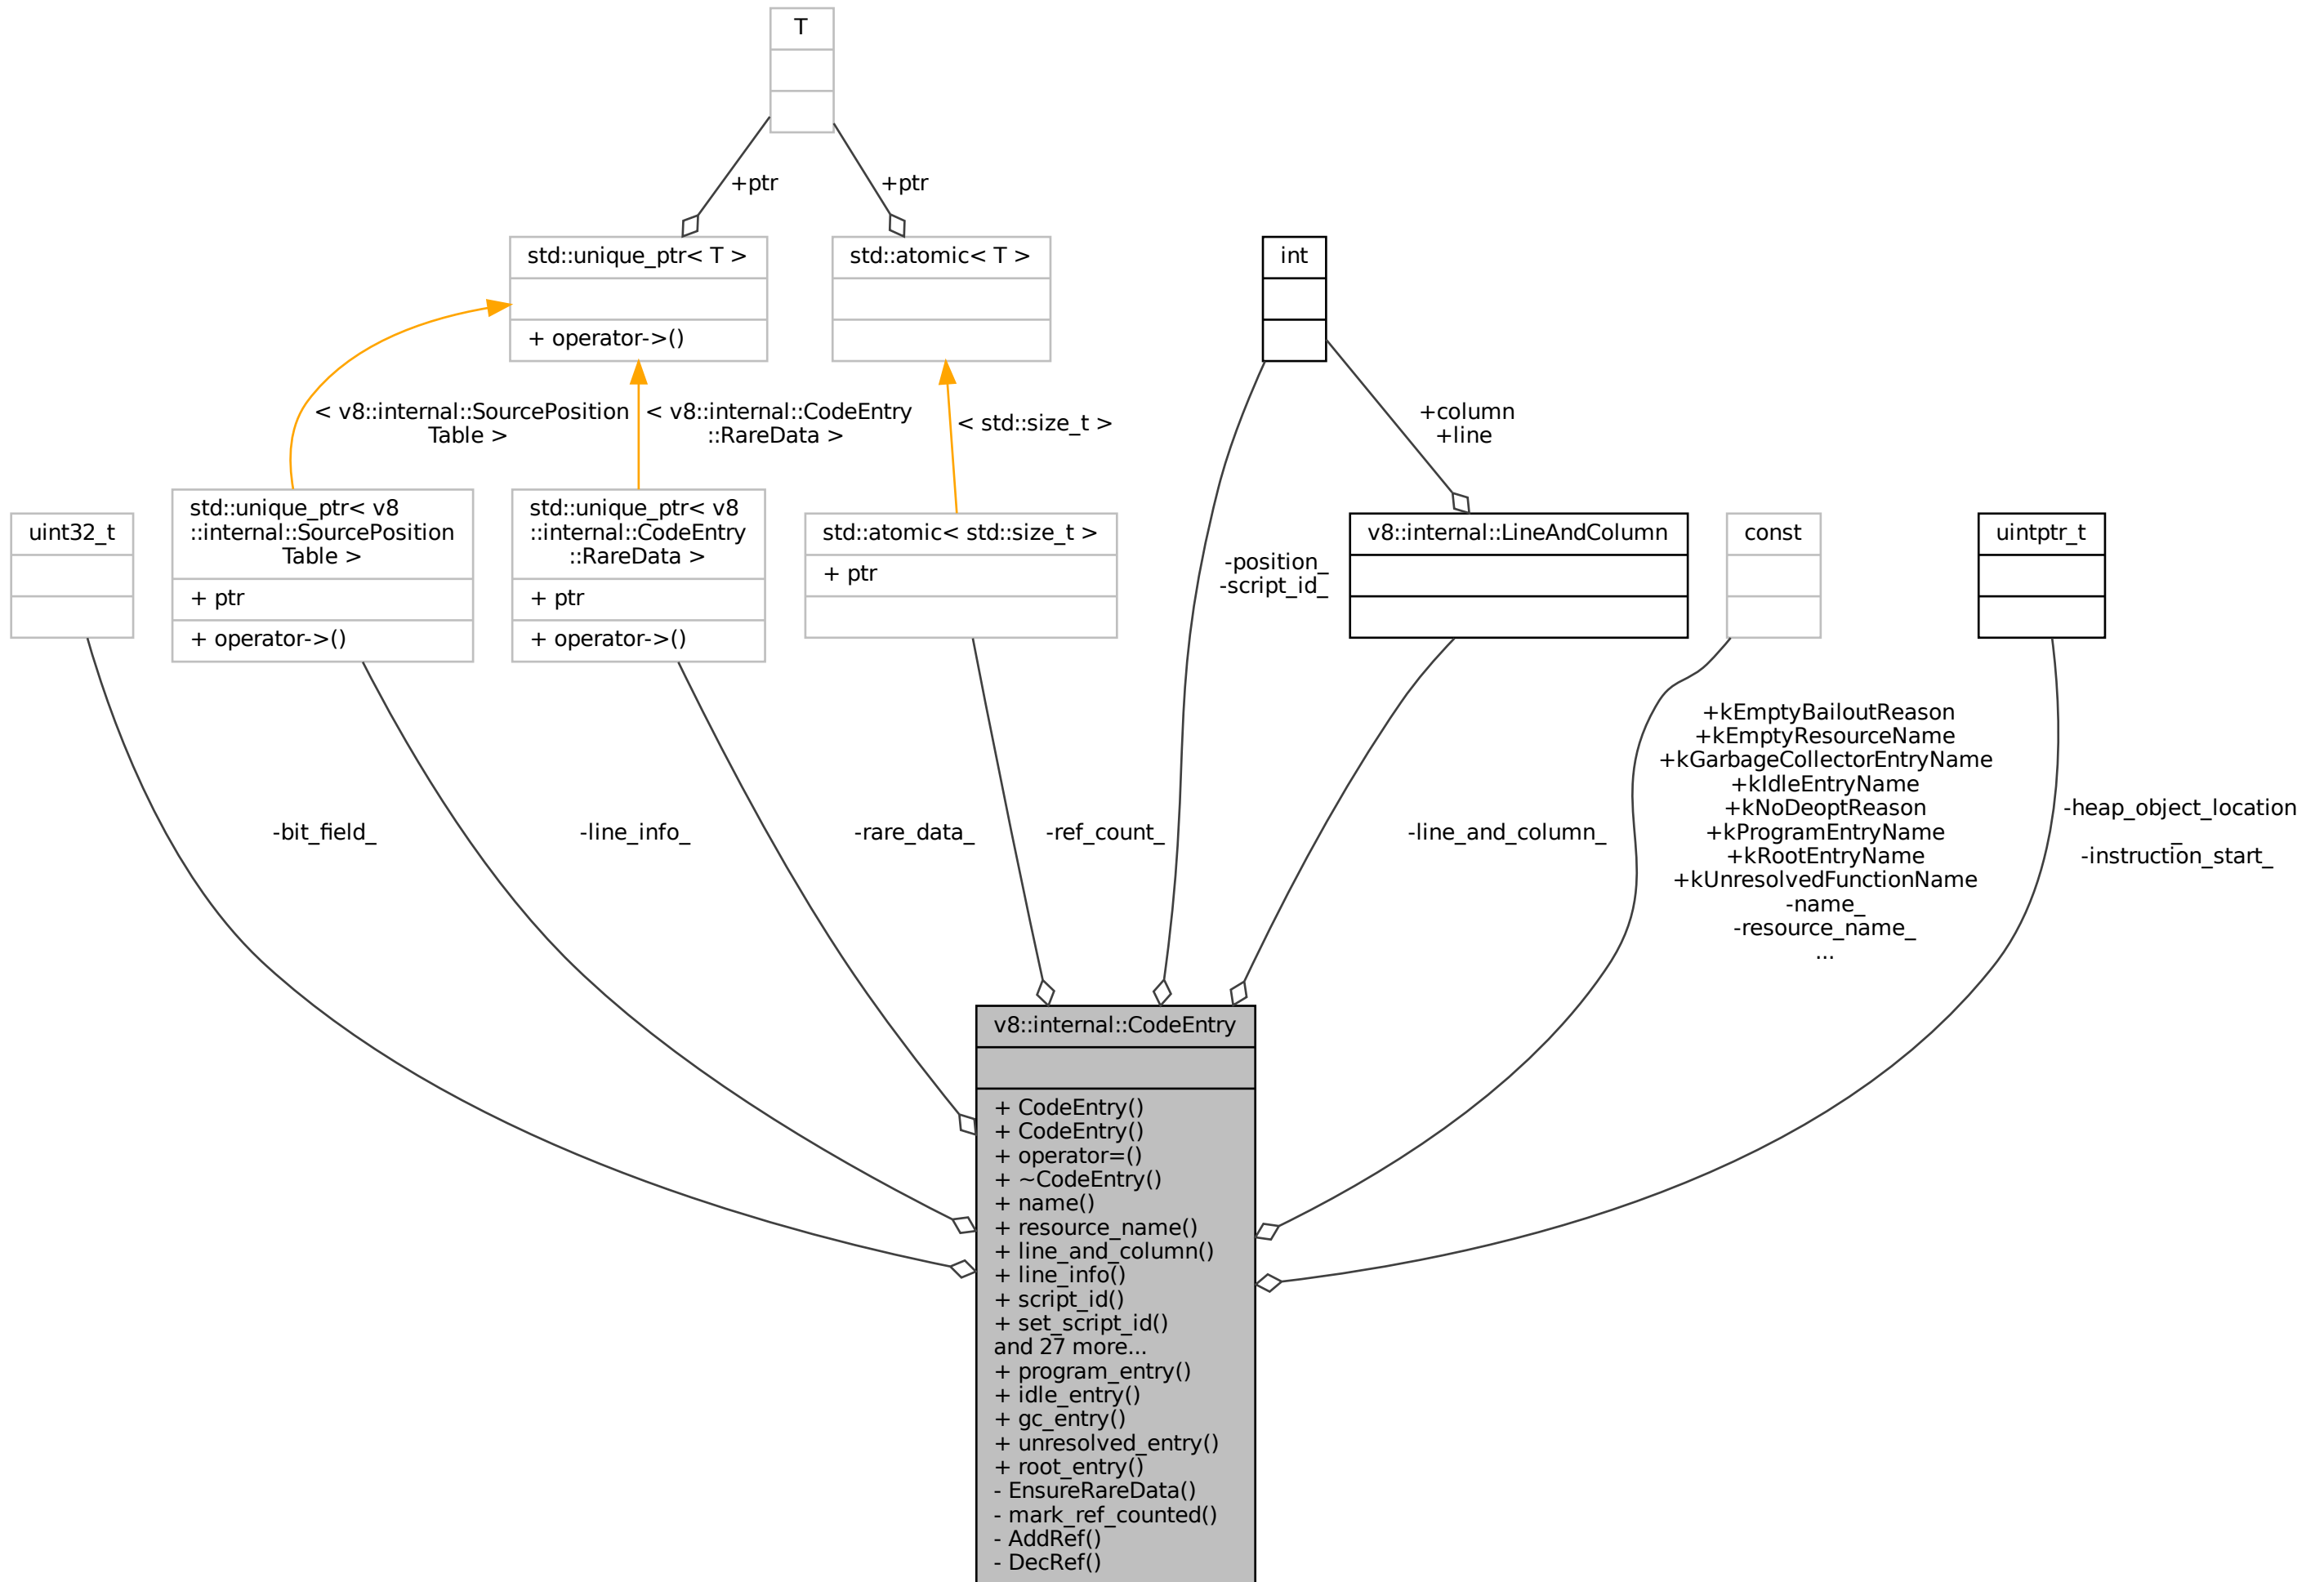 T
+ptr
+ptr
std::unique_ptr< T >
+ operator->()
std::atomic< T >
int
< v8::internal::SourcePosition
Table >
< v8::internal::CodeEntry
::RareData >
< std::size_t >
+column
+line
uint32_t
std::unique_ptr< v8
::internal::SourcePosition
Table >
+ ptr
+ operator->()
std::unique_ptr< v8
::internal::CodeEntry
::RareData >
+ ptr
+ operator->()
std::atomic< std::size_t >
+ ptr
-position_
-script_id_
v8::internal::LineAndColumn
const
uintptr_t
-bit_field_
-line_info_
-rare_data_
-ref_count_
-line_and_column_
+kEmptyBailoutReason
+kEmptyResourceName
+kGarbageCollectorEntryName
+kIdleEntryName
+kNoDeoptReason
+kProgramEntryName
+kRootEntryName
+kUnresolvedFunctionName
-name_
-resource_name_
...
-heap_object_location
_
-instruction_start_
v8::internal::CodeEntry
+ CodeEntry()
+ CodeEntry()
+ operator=()
+ ~CodeEntry()
+ name()
+ resource_name()
+ line_and_column()
+ line_info()
+ script_id()
+ set_script_id()
and 27 more...
+ program_entry()
+ idle_entry()
+ gc_entry()
+ unresolved_entry()
+ root_entry()
- EnsureRareData()
- mark_ref_counted()
- AddRef()
- DecRef()